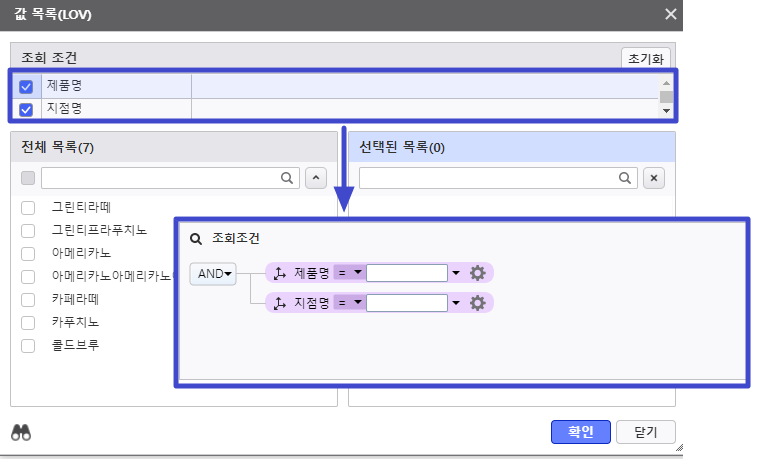 값 목록(LOV)
조회 조건
초기화
제품명
지점명
전체 목록(7)
선택된 목록(0)
그린티라떼
그린티프라푸치노
아메리카노
아메리카노아메리카노
카페라떼
카푸치노
콜드브루
조회조건
AND
제품명 =
지점명 =
확인
닫기